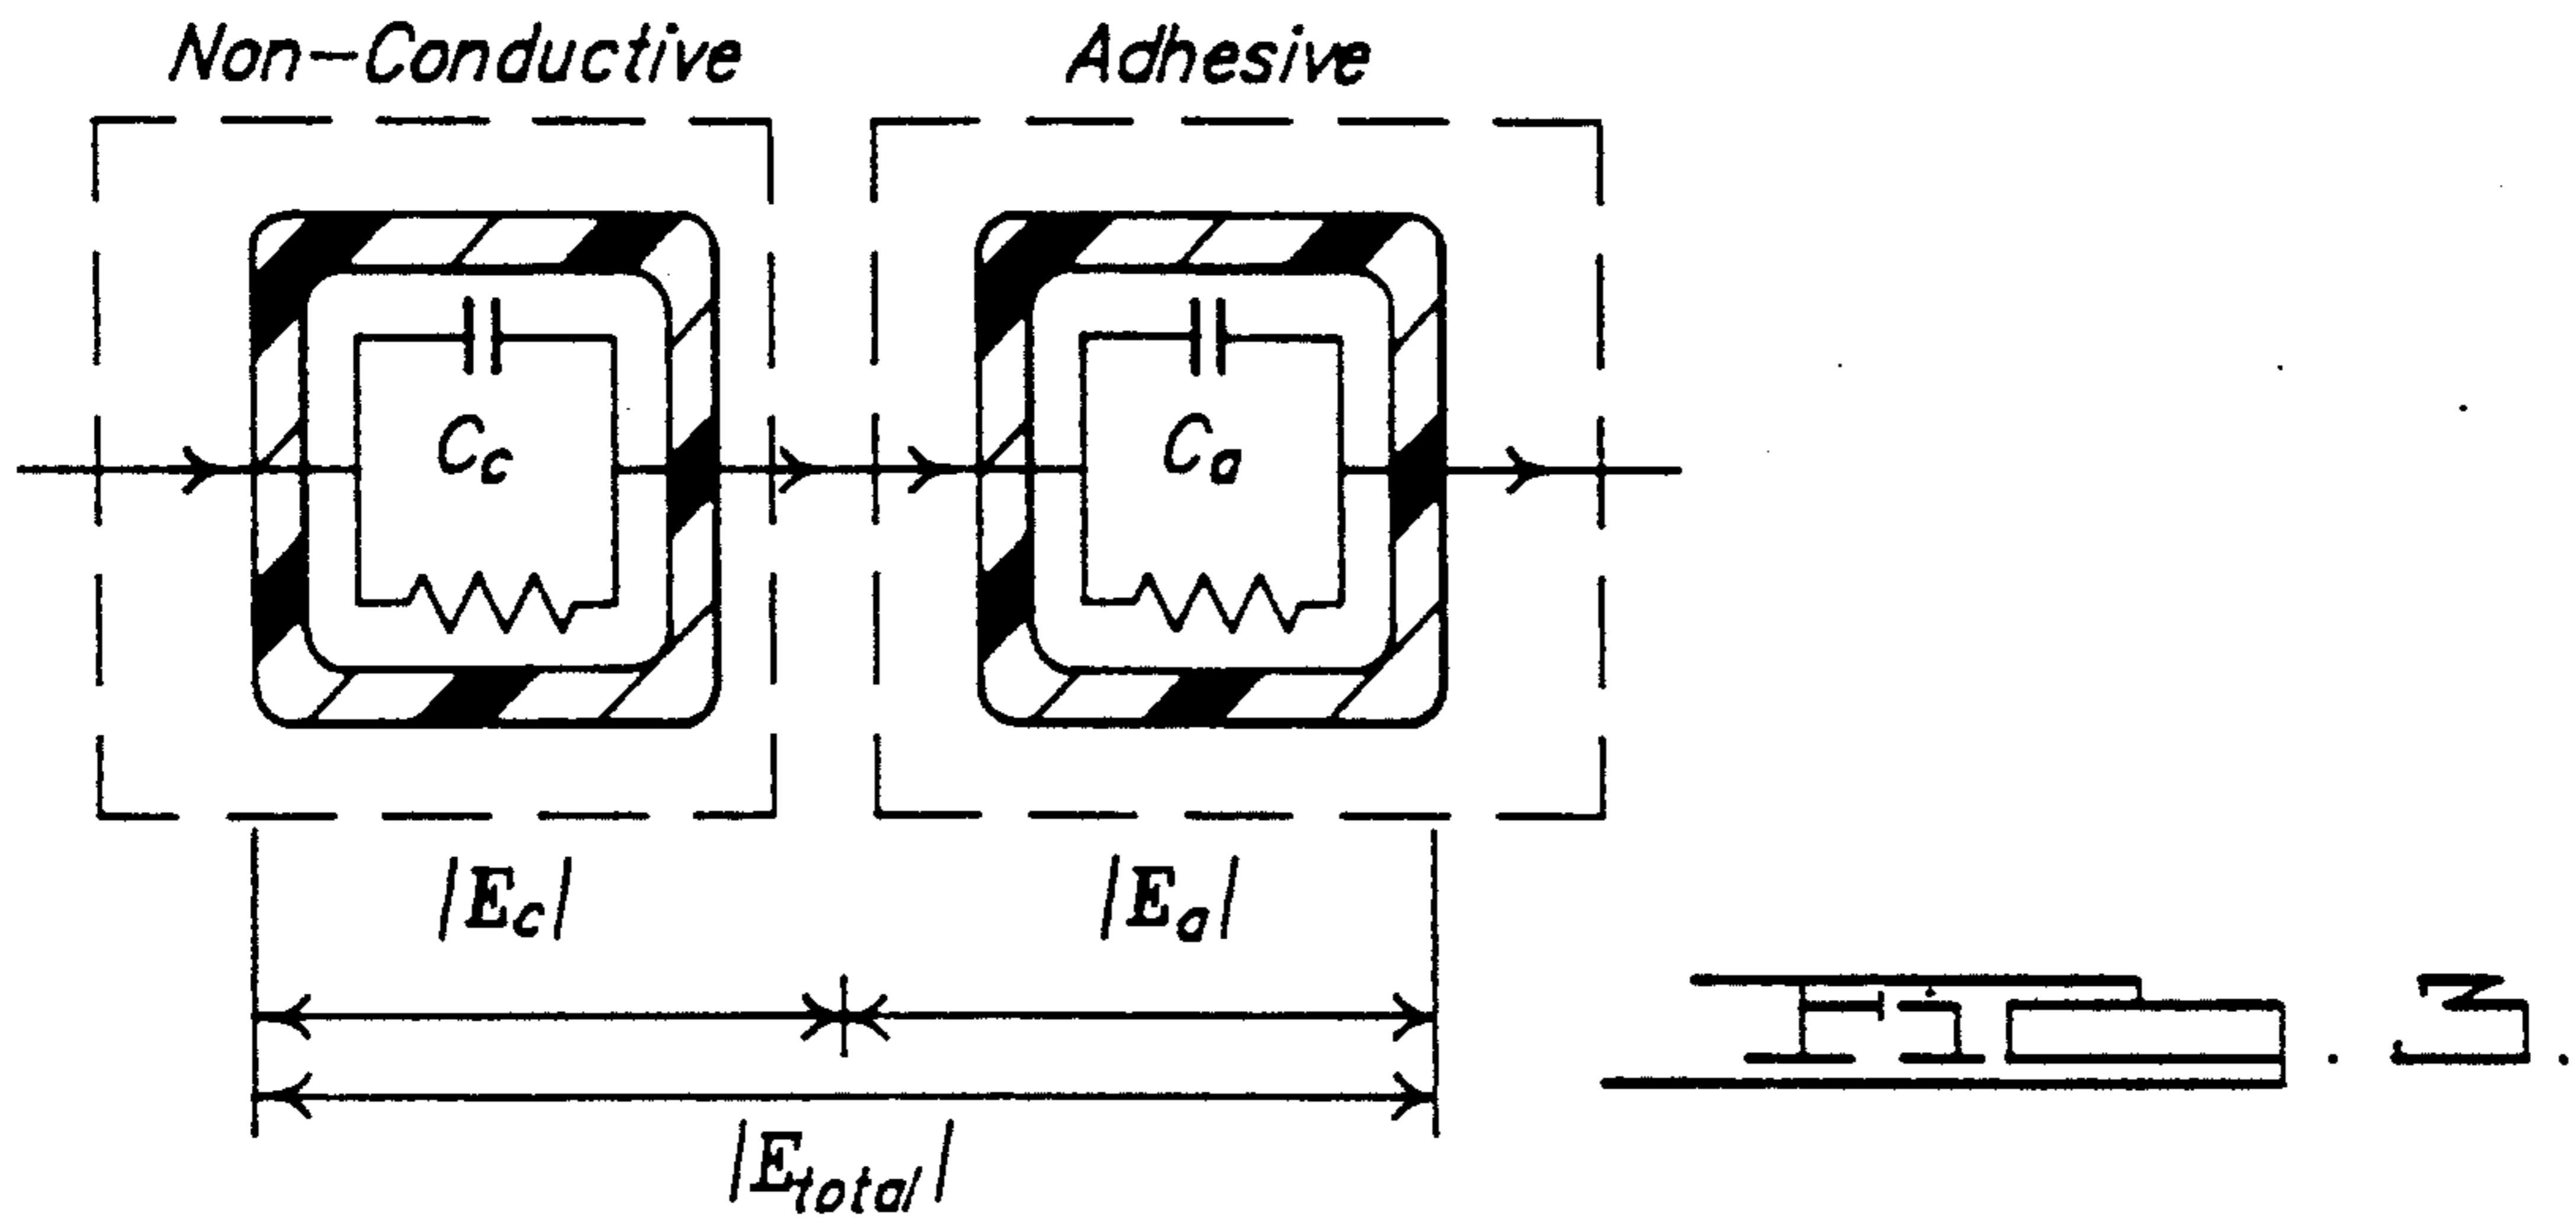 Non-Conductive
Adhesive
Cc
Ca
|Ec|
|Ea|
|Etotal|
FIG. 3.